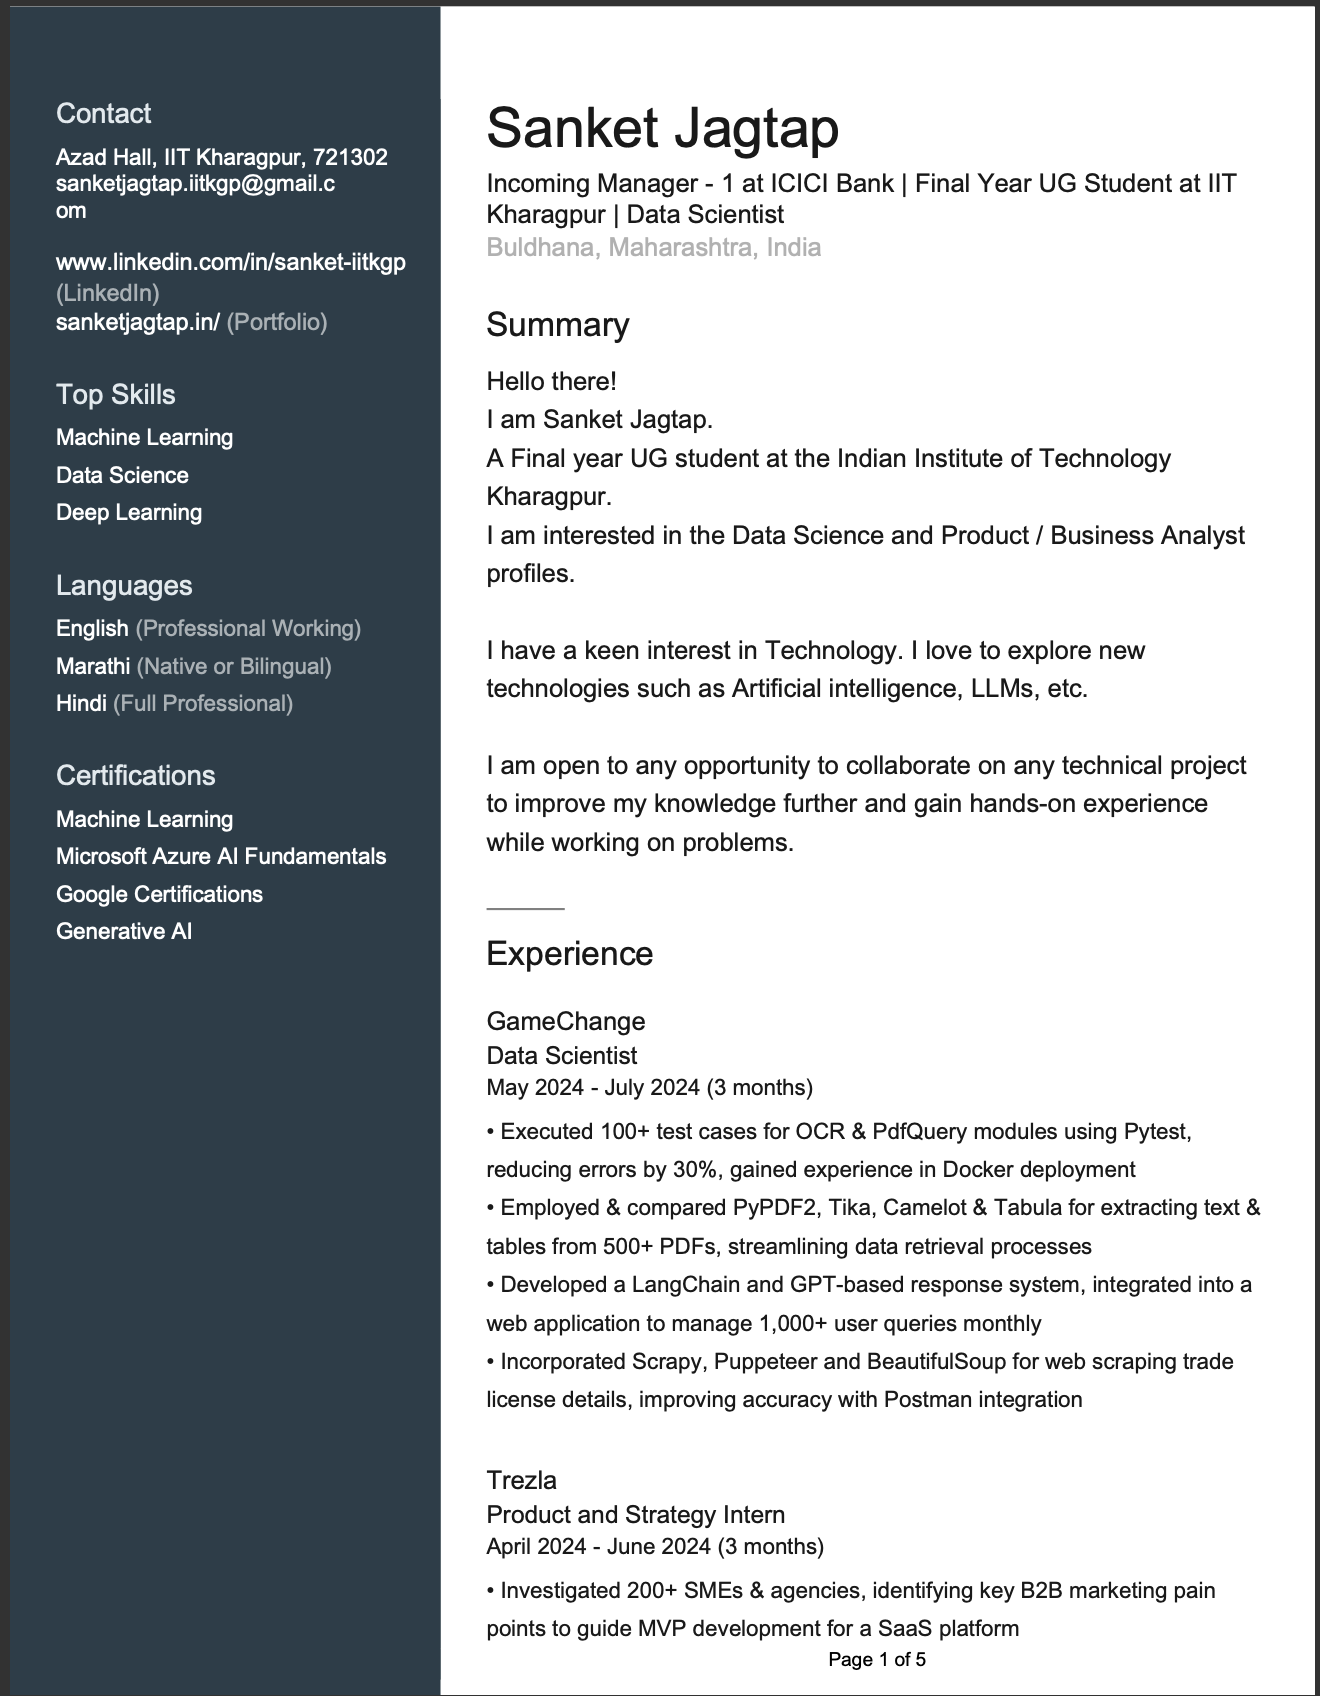 Contact
Azad Hall, IIT Kharagpur, 721302
sanketjagtap.iitkgp@gmail.c
om
www.linkedin.com/in/sanket-iitkgp
(LinkedIn)
sanketjagtap.in/ (Portfolio)
Top Skills
Machine Learning
Data Science
Deep Learning
Languages
English (Professional Working)
Marathi (Native or Bilingual)
Hindi (Full Professional)
Certifications
Machine Learning
Microsoft Azure AI Fundamentals
Google Certifications
Generative AI
Sanket Jagtap
Incoming Manager - 1 at ICICI Bank | Final Year UG Student at IIT
Kharagpur | Data Scientist
Buldhana, Maharashtra, India
Summary
Hello there!
I am Sanket Jagtap.
A Final year UG student at the Indian Institute of Technology
Kharagpur.
I am interested in the Data Science and Product / Business Analyst
profiles.
I have a keen interest in Technology. I love to explore new
technologies such as Artificial intelligence, LLMs, etc.
I am open to any opportunity to collaborate on any technical project
to improve my knowledge further and gain hands-on experience
while working on problems.
Experience
GameChange
Data Scientist
May 2024 - July 2024 (3 months)
• Executed 100+ test cases for OCR & PdfQuery modules using Pytest,
reducing errors by 30%, gained experience in Docker deployment
• Employed & compared PyPDF2, Tika, Camelot & Tabula for extracting text &
tables from 500+ PDFs, streamlining data retrieval processes
• Developed a LangChain and GPT-based response system, integrated into a
web application to manage 1,000+ user queries monthly
• Incorporated Scrapy, Puppeteer and BeautifulSoup for web scraping trade
license details, improving accuracy with Postman integration
Trezla
Product and Strategy Intern
April 2024 - June 2024 (3 months)
• Investigated 200+ SMEs & agencies, identifying key B2B marketing pain
points to guide MVP development for a SaaS platform
Page 1 of 5